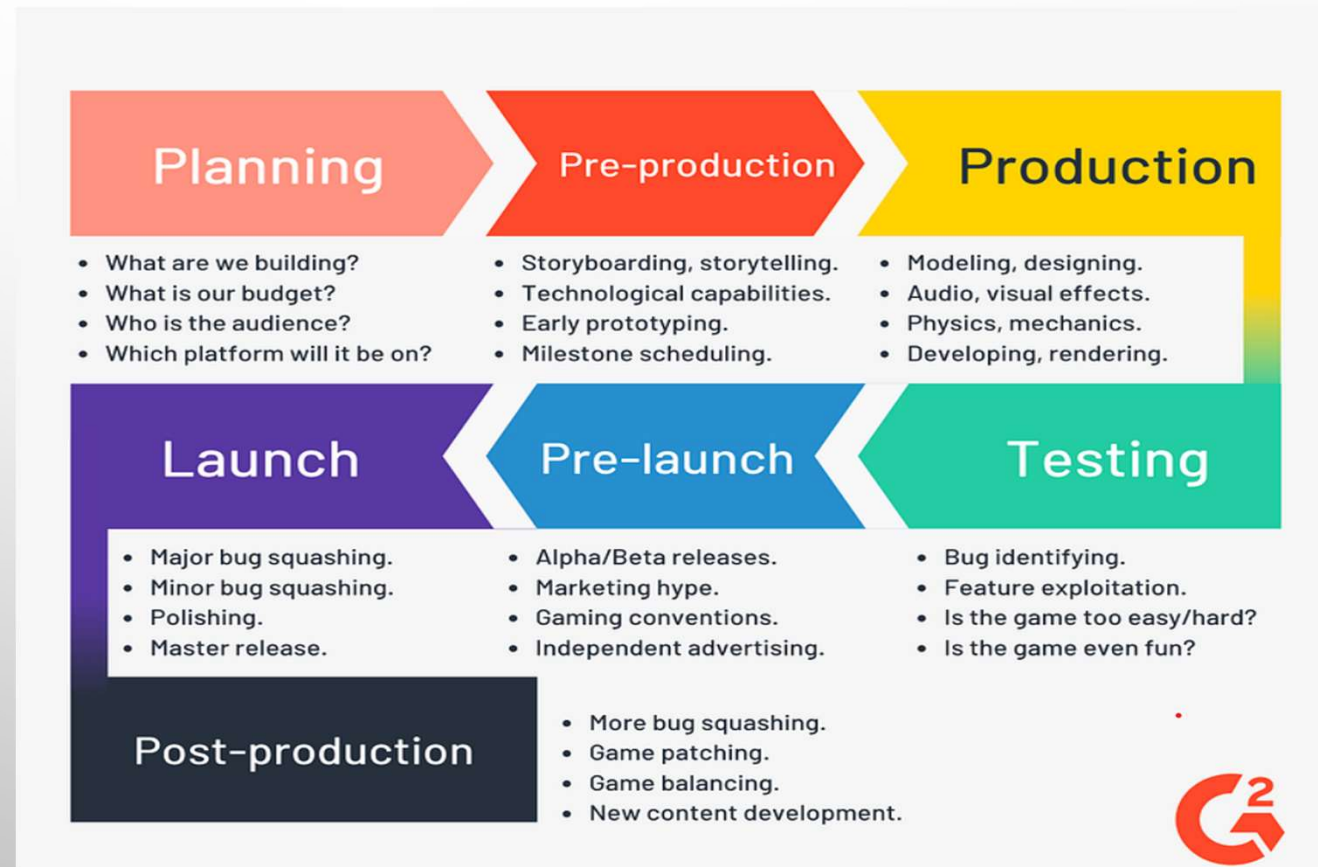 Planning
• What are we building?
• What is our budget?
• Who is the audience?
• Which platform will it be on?
Pre-production
• Storyboarding, storytelling.
• Technological capabilities.
• Early prototyping.
• Milestone scheduling.
Production
• Modeling, designing.
• Audio, visual effects.
• Physics, mechanics.
• Developing, rendering.
Testing
• Bug identifying.
• Feature exploitation.
• Is the game too easy/hard?
• Is the game even fun?
Pre-launch
• Alpha/Beta releases.
• Marketing hype.
• Gaming conventions.
• Independent advertising.
Launch
• Major bug squashing.
• Minor bug squashing.
• Polishing.
• Master release.
Post-production
• More bug squashing.
• Game patching.
• Game balancing.
• New content development.
G2